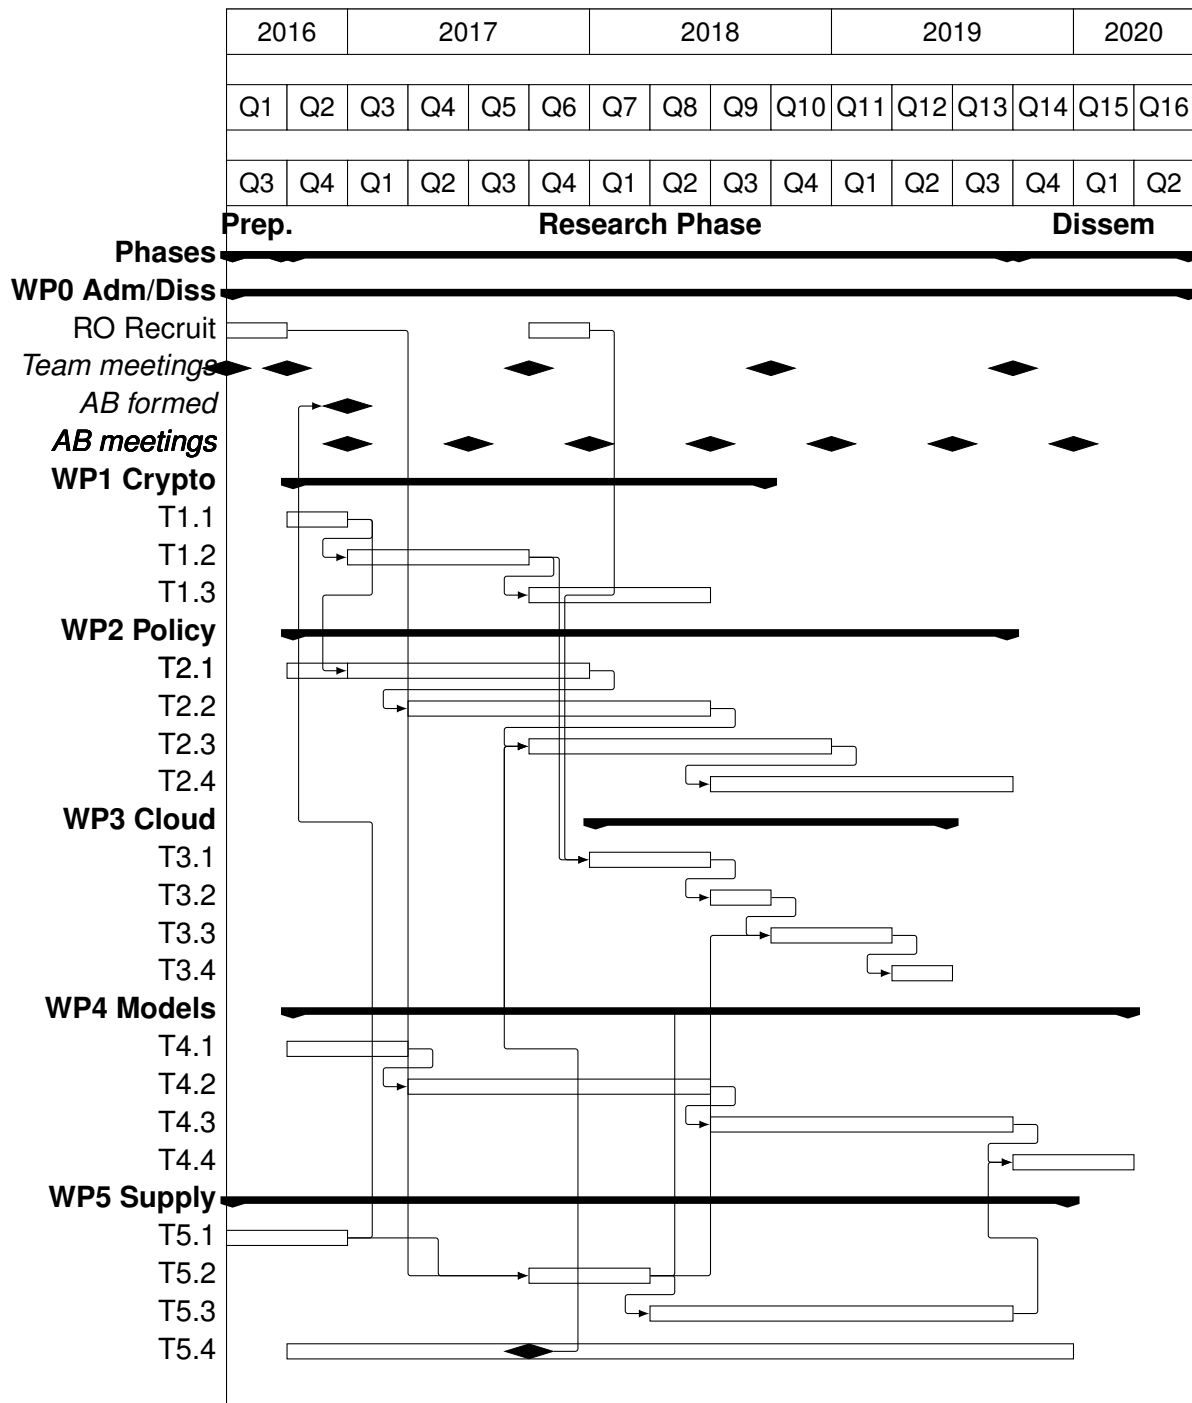 2016 2017 2018 2019 2020
Q1 Q2 Q3 Q4 Q5 Q6 Q7 Q8 Q9 Q10 Q11 Q12 Q13 Q14 Q15 Q16
Q3 Q4 Q1 Q2 Q3 Q4 Q1 Q2 Q3 Q4 Q1 Q2 Q3 Q4 Q1 Q2
Prep. Research Phase Dissem
Phases
WP0 Adm/Diss
RO Recruit
Team meetings
AB formed
AB meetings
WP1 Crypto
T1.1
T1.2
T1.3
WP2 Policy
T2.1
T2.2
T2.3
T2.4
WP3 Cloud
T3.1
T3.2
T3.3
T3.4
WP4 Models
T4.1
T4.2
T4.3
T4.4
WP5 Supply
T5.1
T5.2
T5.3
T5.4